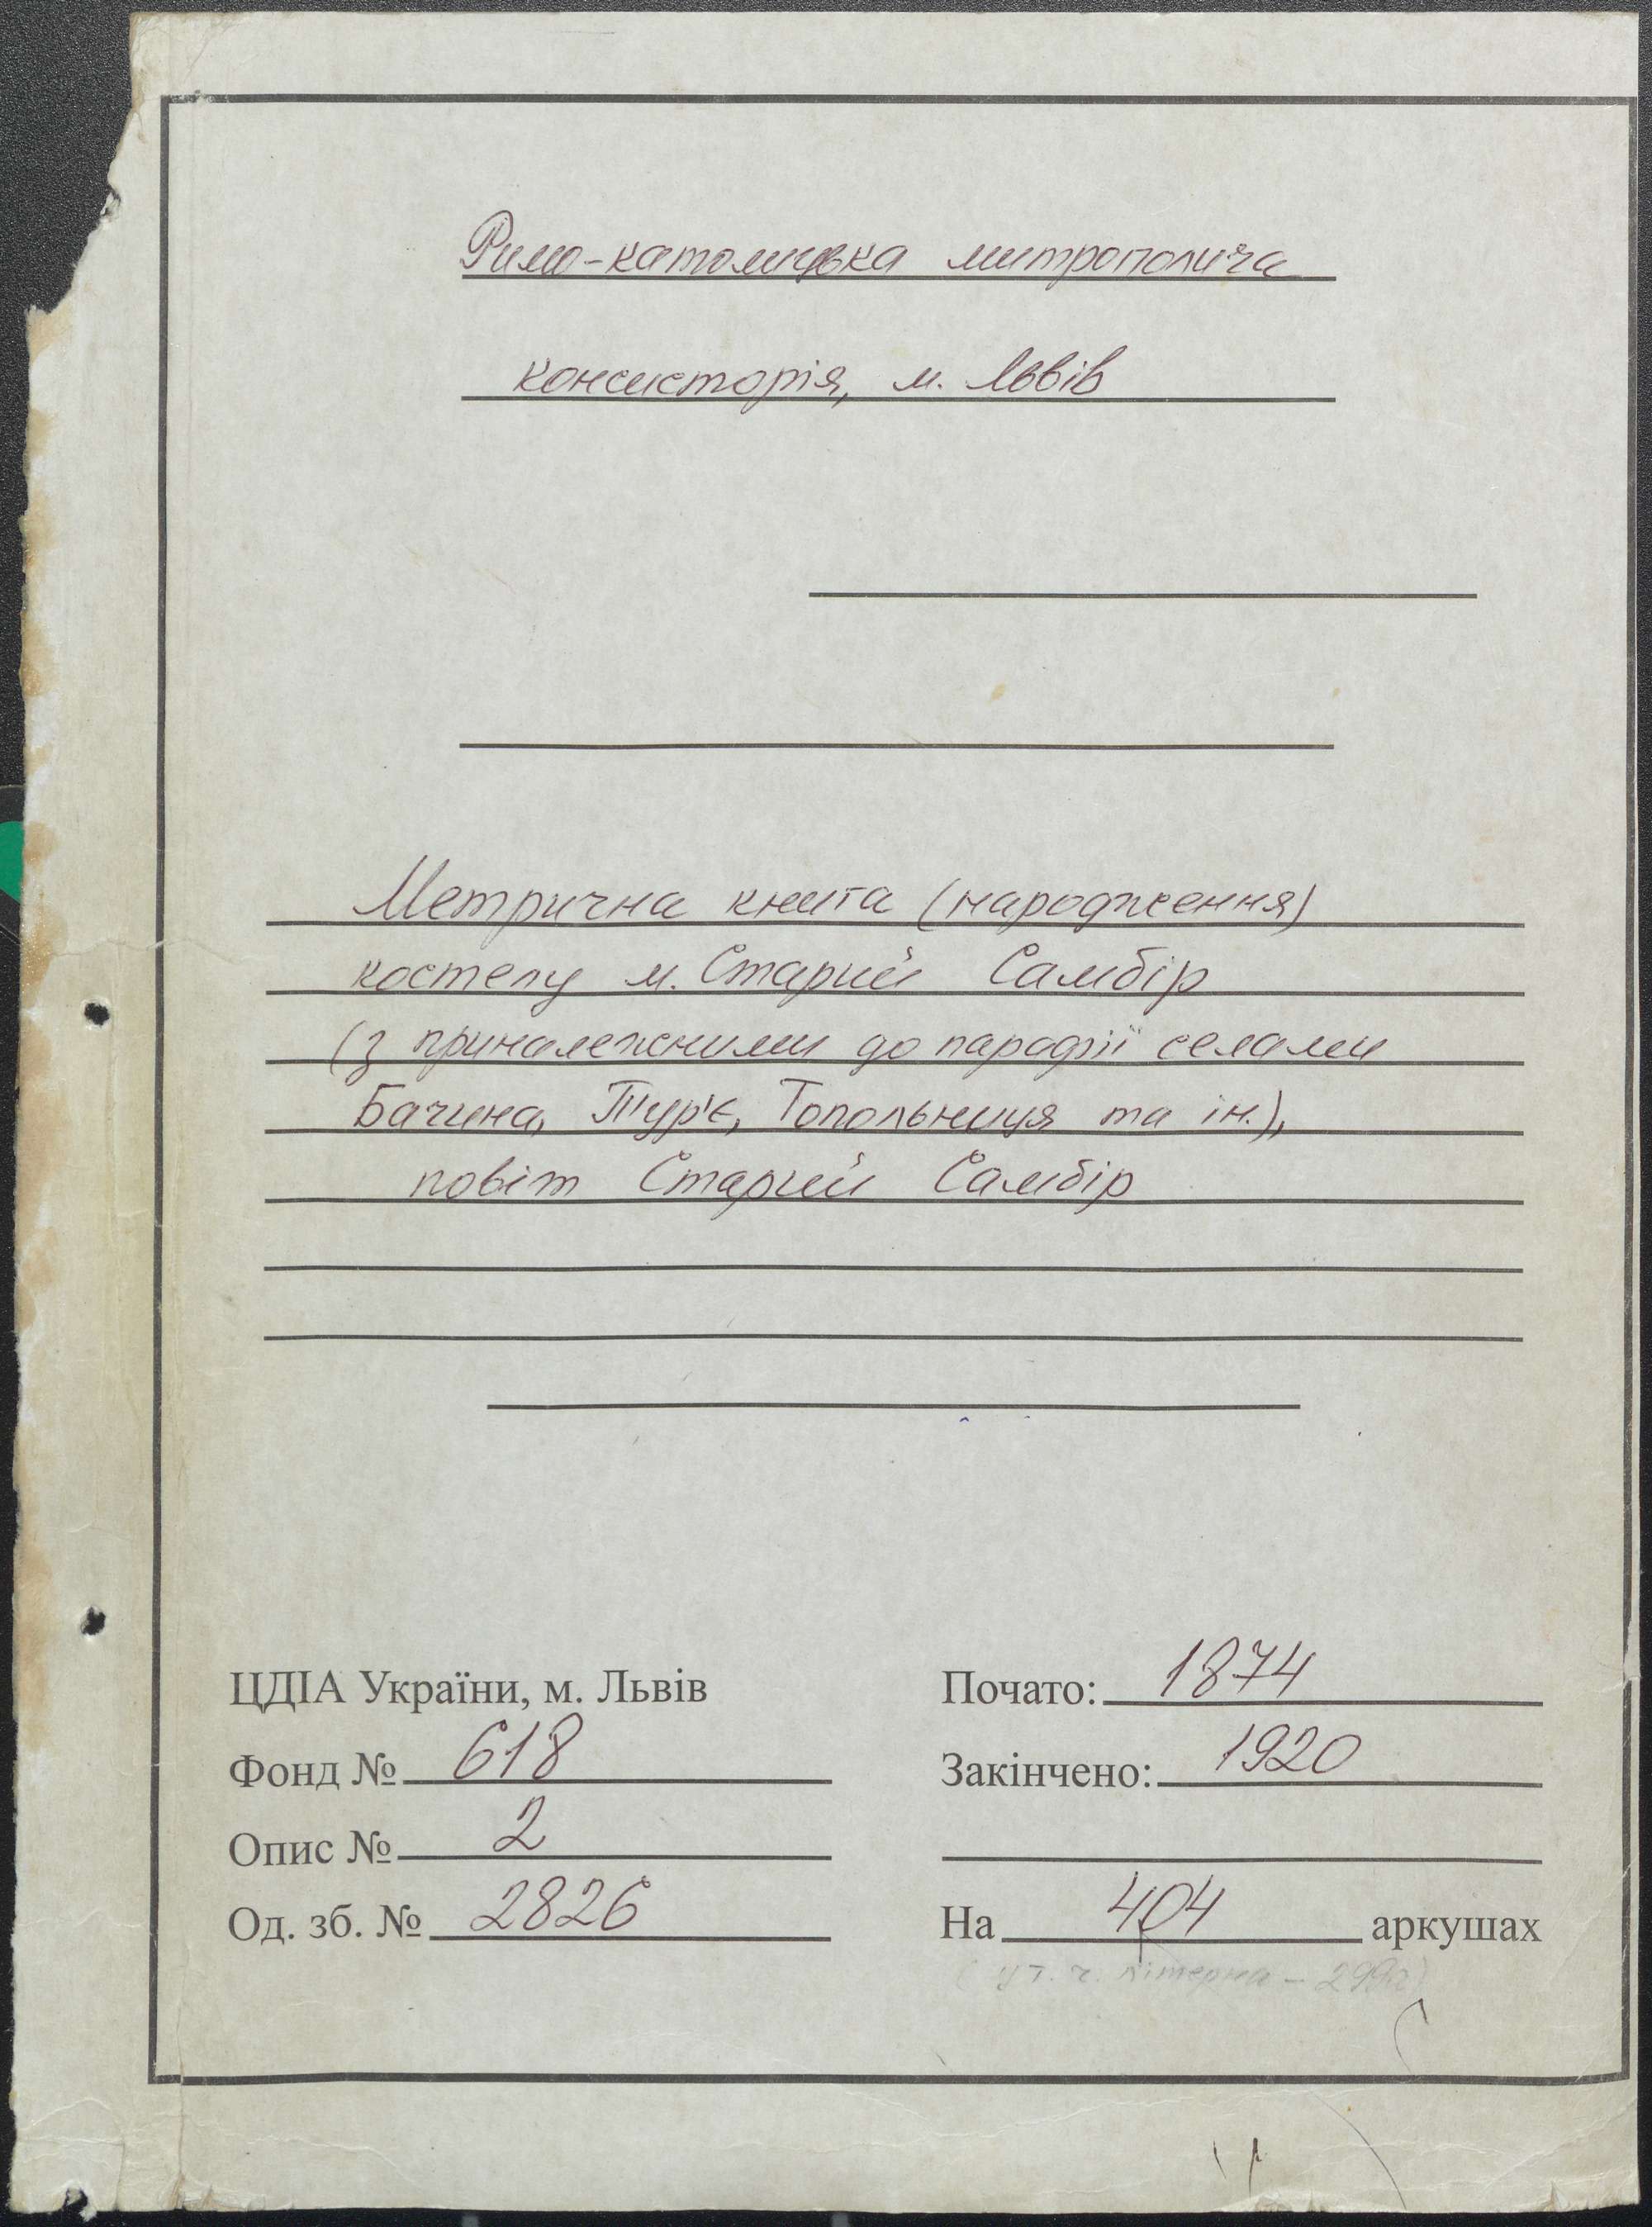 Римо-католицька митрополича
консисторія, м. Львів
Метрична книга (народження)
костелу м. Старий Самбір
(з приналежними до парафії селами
Бачина, Тур'є, Топольниця та ін.),
повіт Старий Самбір
ЦДІА України, м. Львів
Фонд № 618
Опис № 2
Од. зб. № 2826
Почато: 1874
Закінчено: 1920
На 404 аркушах
(у т. ч. літерна -